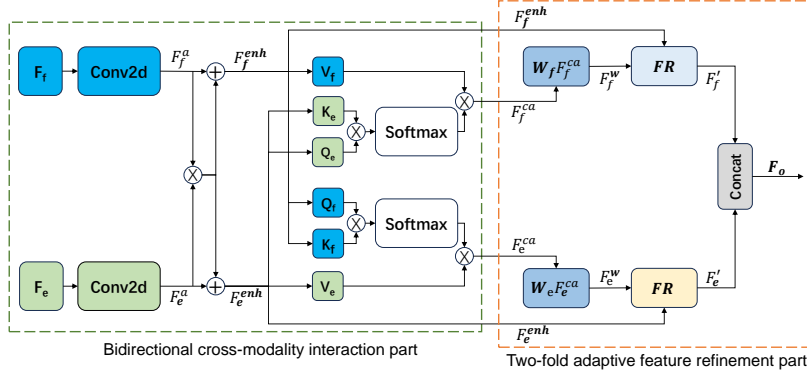 F_f^enh
F_f
Conv2d
F_f^a
F_f^enh
V_f
K_e
Q_e
Softmax
F_f^ca
W_f F_f^ca
F_f^w
FR
F_f′
Q_f
K_f
Softmax
Concat
F_o
F_e
Conv2d
F_e^a
F_e^enh
V_e
F_e^ca
W_e F_e^ca
F_e^w
FR
F_e′
F_e^enh
Bidirectional cross-modality interaction part
Two-fold adaptive feature refinement part